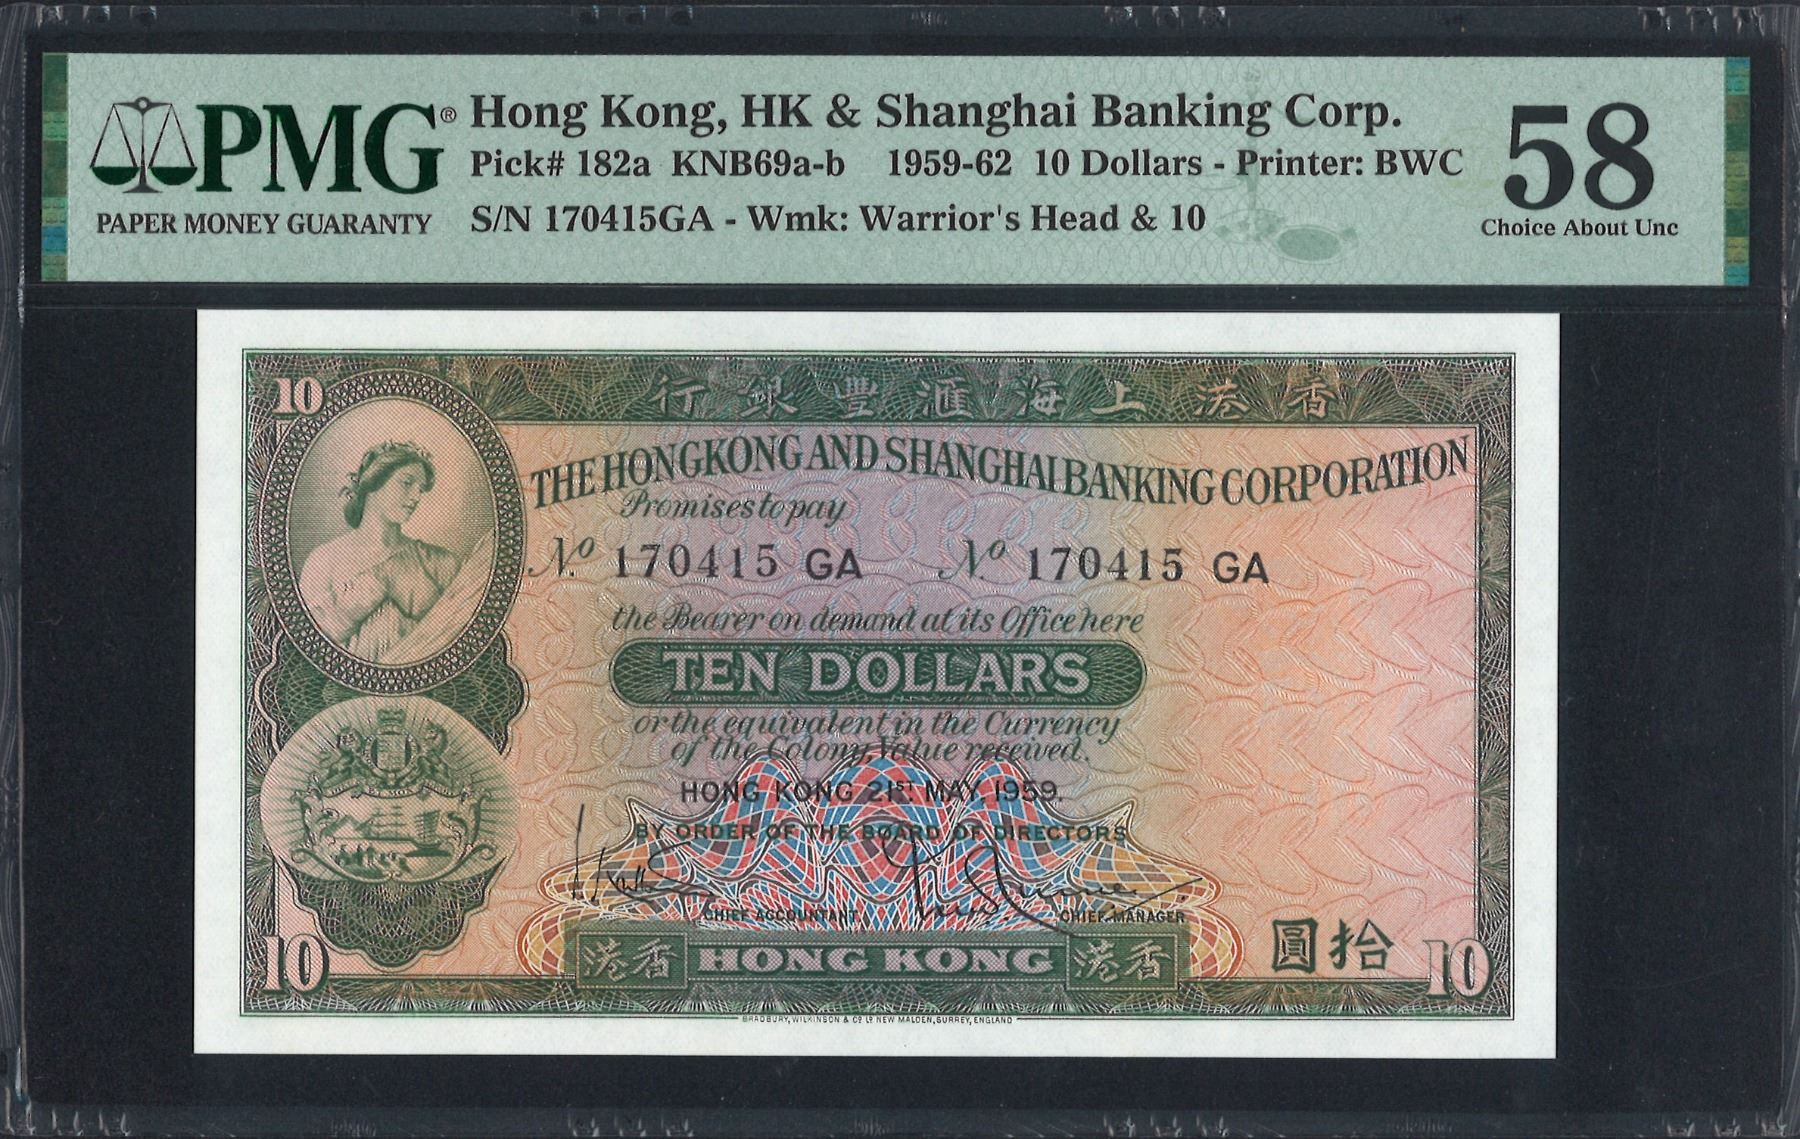 PMG®
PAPER MONEY GUARANTY
Hong Kong, HK & Shanghai Banking Corp.
Pick# 182a KNB69a-b 1959-62 10 Dollars - Printer: BWC
S/N 170415GA - Wmk: Warrior's Head & 10
58
Choice About Unc
10
行銀豐滙海上港香
THE HONGKONG AND SHANGHAI BANKING CORPORATION
Promises to pay
No. 170415 GA No. 170415 GA
the Bearer on demand at its Office here
TEN DOLLARS
or the equivalent in the Currency
of the Colony, Value received.
HONG KONG 21ST MAY, 1959.
BY ORDER OF THE BOARD OF DIRECTORS
CHIEF ACCOUNTANT. CHIEF MANAGER
10 港香 HONG KONG 港香 圓拾 10
BRADBURY, WILKINSON & Co. Ld. NEW MALDEN, SURREY, ENGLAND